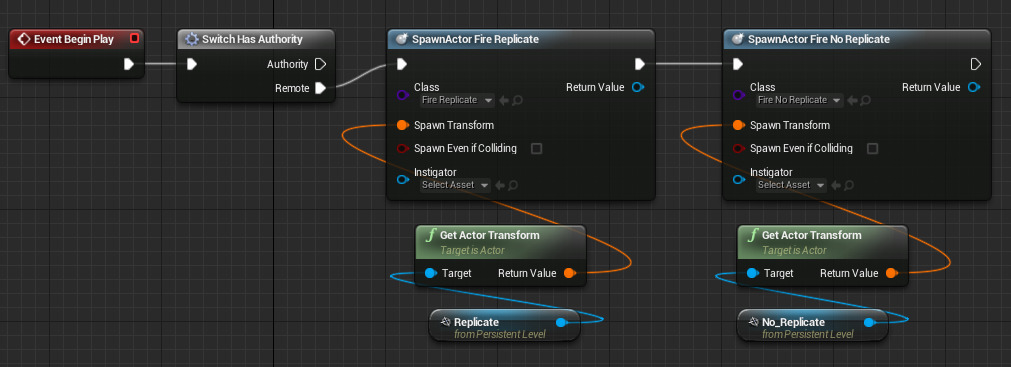 Event Begin Play
Switch Has Authority
Authority
Remote
SpawnActor Fire Replicate
Class
Fire Replicate
Return Value
Spawn Transform
Spawn Even if Colliding
Instigator
Select Asset
SpawnActor Fire No Replicate
Class
Fire No Replicate
Return Value
Spawn Transform
Spawn Even if Colliding
Instigator
Select Asset
f Get Actor Transform
Target is Actor
Target Return Value
Replicate
from Persistent Level
f Get Actor Transform
Target is Actor
Target Return Value
No_Replicate
from Persistent Level